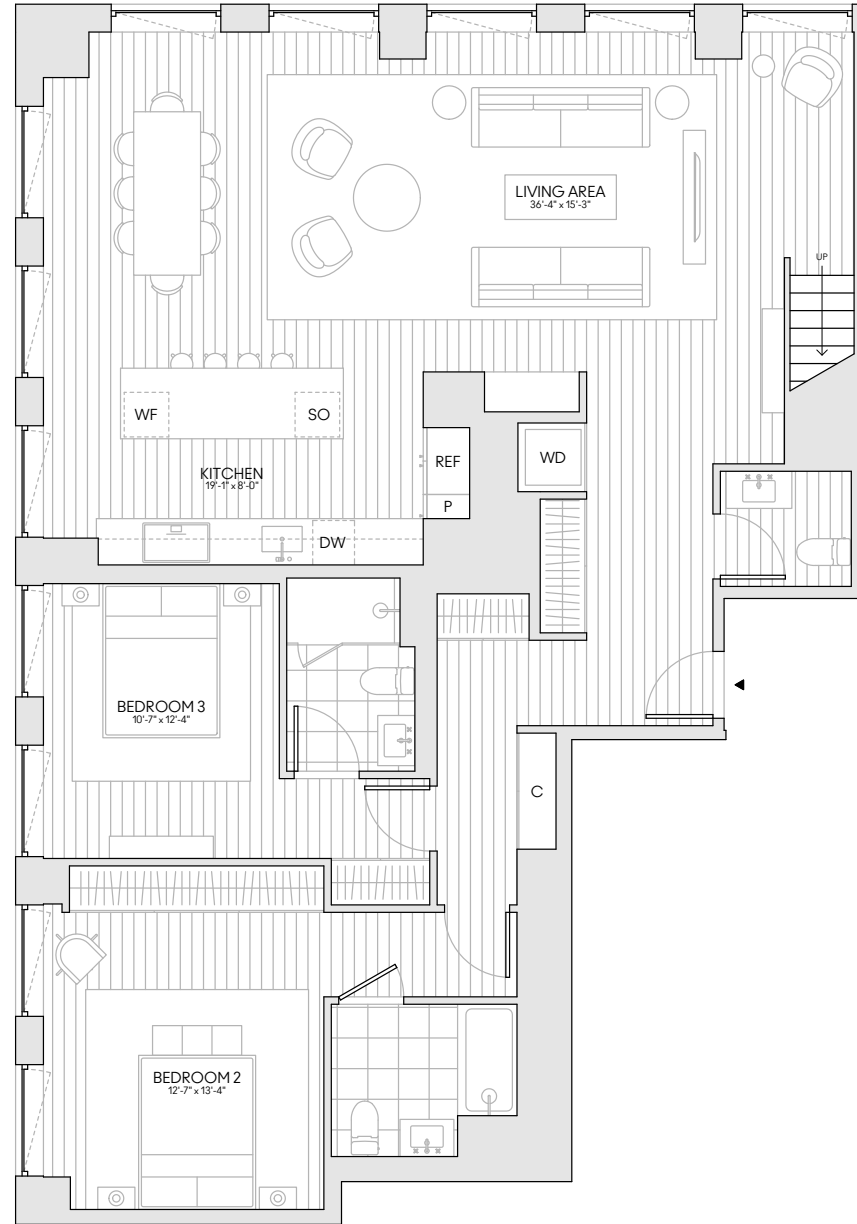 LIVING AREA
36'-4" x 15'-3"
UP
WF
SO
KITCHEN
19'-1" x 8'-0"
REF
P
WD
DW
BEDROOM 3
10'-7" x 12'-4"
C
BEDROOM 2
12'-7" x 13'-4"